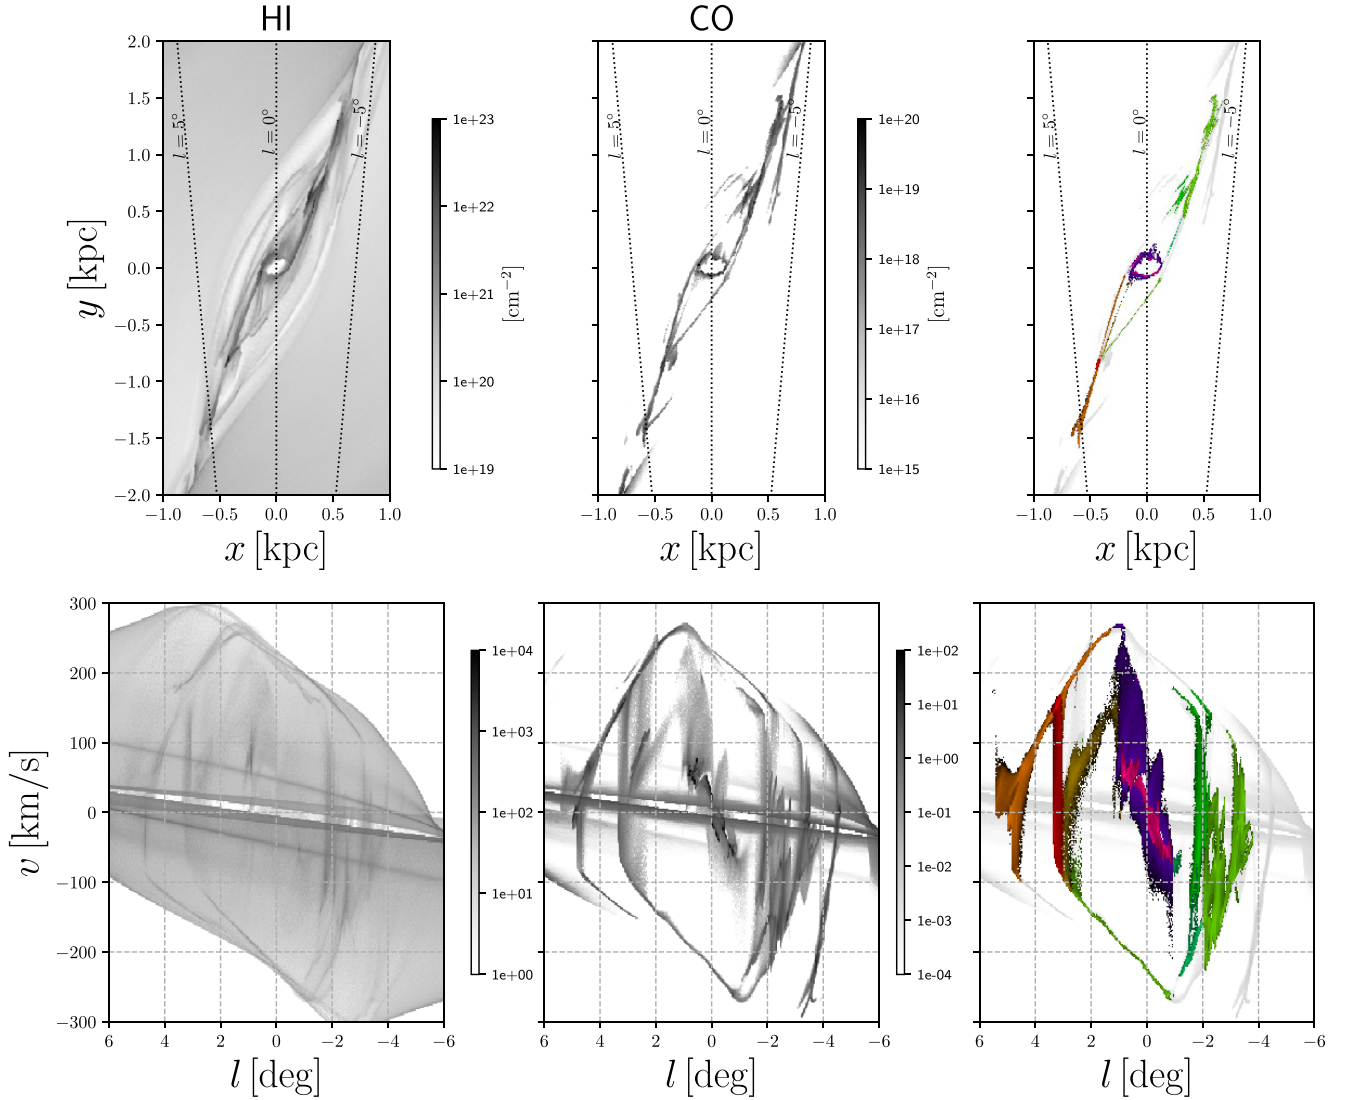 HI
CO
2.0
1.5
1.0
0.5
0.0
−0.5
−1.0
−1.5
−2.0
y [kpc]
l = 5°
l = 0°
l = −5°
−1.0 −0.5 0.0 0.5 1.0
x [kpc]
1e+23
1e+22
1e+21
1e+20
1e+19
[cm⁻²]
l = 5°
l = 0°
l = −5°
−1.0 −0.5 0.0 0.5 1.0
x [kpc]
1e+20
1e+19
1e+18
1e+17
1e+16
1e+15
[cm⁻²]
l = 5°
l = 0°
l = −5°
−1.0 −0.5 0.0 0.5 1.0
x [kpc]
300
200
100
0
−100
−200
−300
v [km/s]
6 4 2 0 −2 −4 −6
l [deg]
1e+04
1e+03
1e+02
1e+01
1e+00
6 4 2 0 −2 −4 −6
l [deg]
1e+02
1e+01
1e+00
1e-01
1e-02
1e-03
1e-04
6 4 2 0 −2 −4 −6
l [deg]